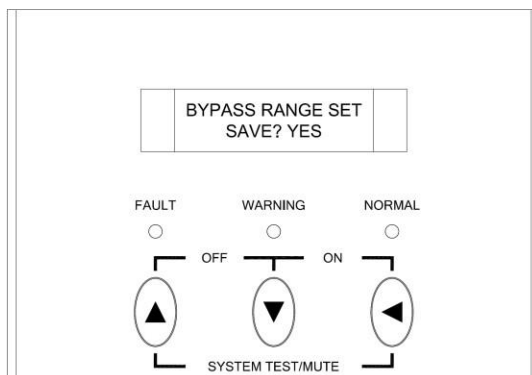 BYPASS RANGE SET
SAVE? YES
FAULT WARNING NORMAL
OFF ON
SYSTEM TEST/MUTE